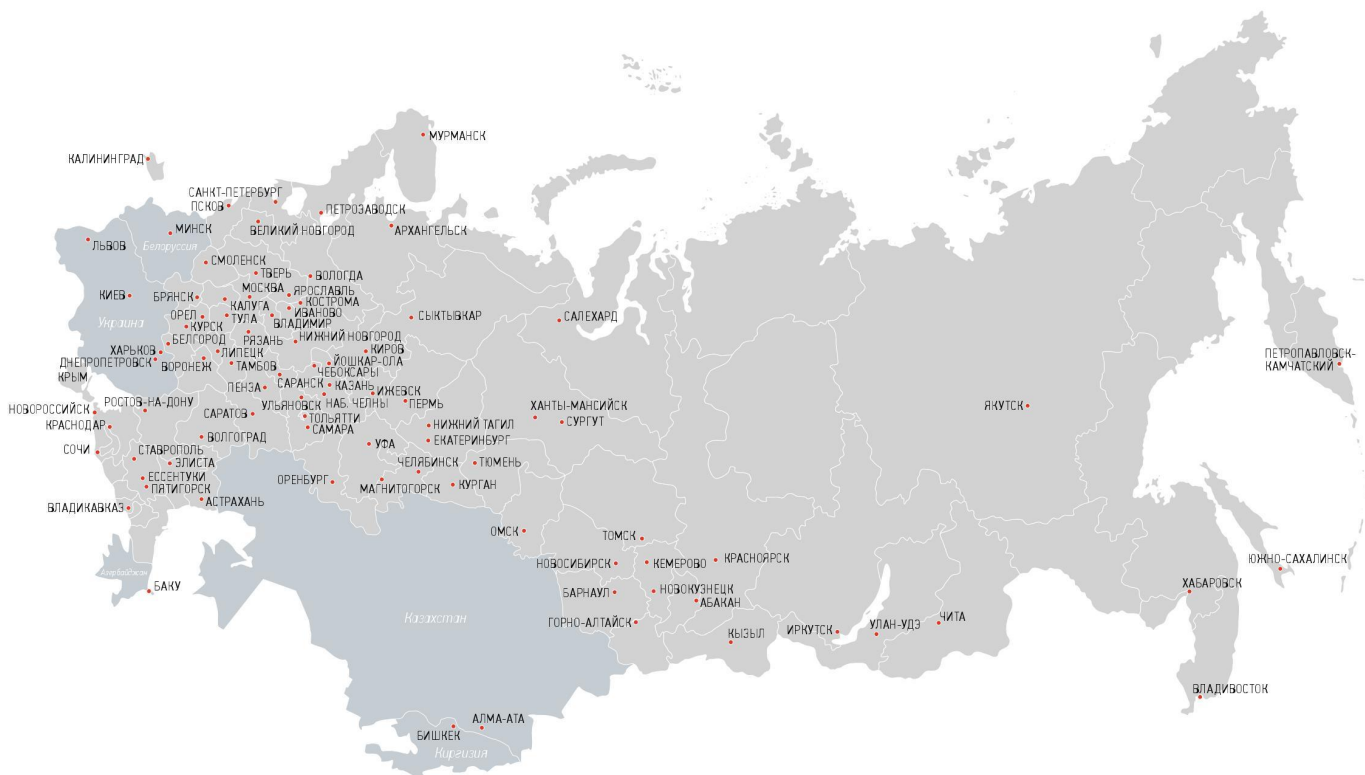 МУРМАНСК
КАЛИНИНГРАД
САНКТ-ПЕТЕРБУРГ
ПСКОВ
ПЕТРОЗАВОДСК
ВЕЛИКИЙ НОВГОРОД
АРХАНГЕЛЬСК
МИНСК
ЛЬВОВ
Белоруссия
СМОЛЕНСК
ТВЕРЬ
ВОЛОГДА
МОСКВА
ЯРОСЛАВЛЬ
КИЕВ
БРЯНСК
КАЛУГА
КОСТРОМА
ИВАНОВО
ОРЕЛ
ТУЛА
ВЛАДИМИР
СЫКТЫВКАР
САЛЕХАРД
Украина
КУРСК
БЕЛГОРОД
РЯЗАНЬ
НИЖНИЙ НОВГОРОД
ХАРЬКОВ
ЛИПЕЦК
КИРОВ
ДНЕПРОПЕТРОВСК
ВОРОНЕЖ
ТАМБОВ
ЙОШКАР-ОЛА
ЧЕБОКСАРЫ
ПЕТРОПАВЛОВСК-
КАМЧАТСКИЙ
КРЫМ
ПЕНЗА
САРАНСК
КАЗАНЬ
ИЖЕВСК
РОСТОВ-НА-ДОНУ
УЛЬЯНОВСК
НАБ. ЧЕЛНЫ
ПЕРМЬ
ХАНТЫ-МАНСИЙСК
ЯКУТСК
НОВОРОССИЙСК
САРАТОВ
ТОЛЬЯТТИ
СУРГУТ
КРАСНОДАР
САМАРА
НИЖНИЙ ТАГИЛ
ВОЛГОГРАД
ЕКАТЕРИНБУРГ
УФА
СОЧИ
СТАВРОПОЛЬ
ЭЛИСТА
ЧЕЛЯБИНСК
ТЮМЕНЬ
ЕССЕНТУКИ
ОРЕНБУРГ
ПЯТИГОРСК
МАГНИТОГОРСК
КУРГАН
АСТРАХАНЬ
ВЛАДИКАВКАЗ
ОМСК
ТОМСК
НОВОСИБИРСК
КЕМЕРОВО
КРАСНОЯРСК
ЮЖНО-САХАЛИНСК
Азербайджан
БАКУ
БАРНАУЛ
НОВОКУЗНЕЦК
АБАКАН
ХАБАРОВСК
Казахстан
ГОРНО-АЛТАЙСК
КЫЗЫЛ
ИРКУТСК
УЛАН-УДЭ
ЧИТА
ВЛАДИВОСТОК
АЛМА-АТА
БИШКЕК
Киргизия